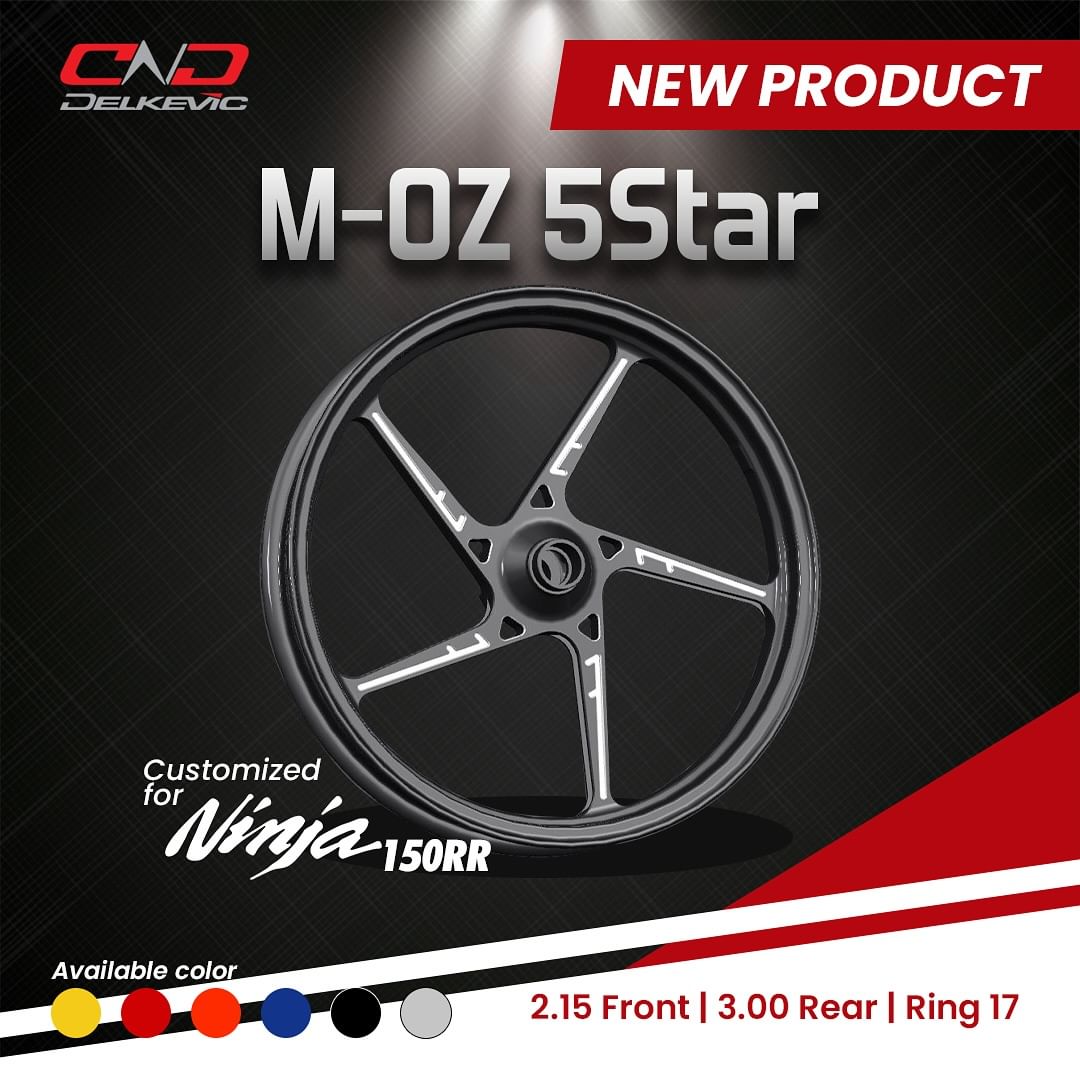 CND
DELKEVIC
NEW PRODUCT
M-OZ 5Star
Customized
for
Ninja 150RR
Available color
2.15 Front | 3.00 Rear | Ring 17